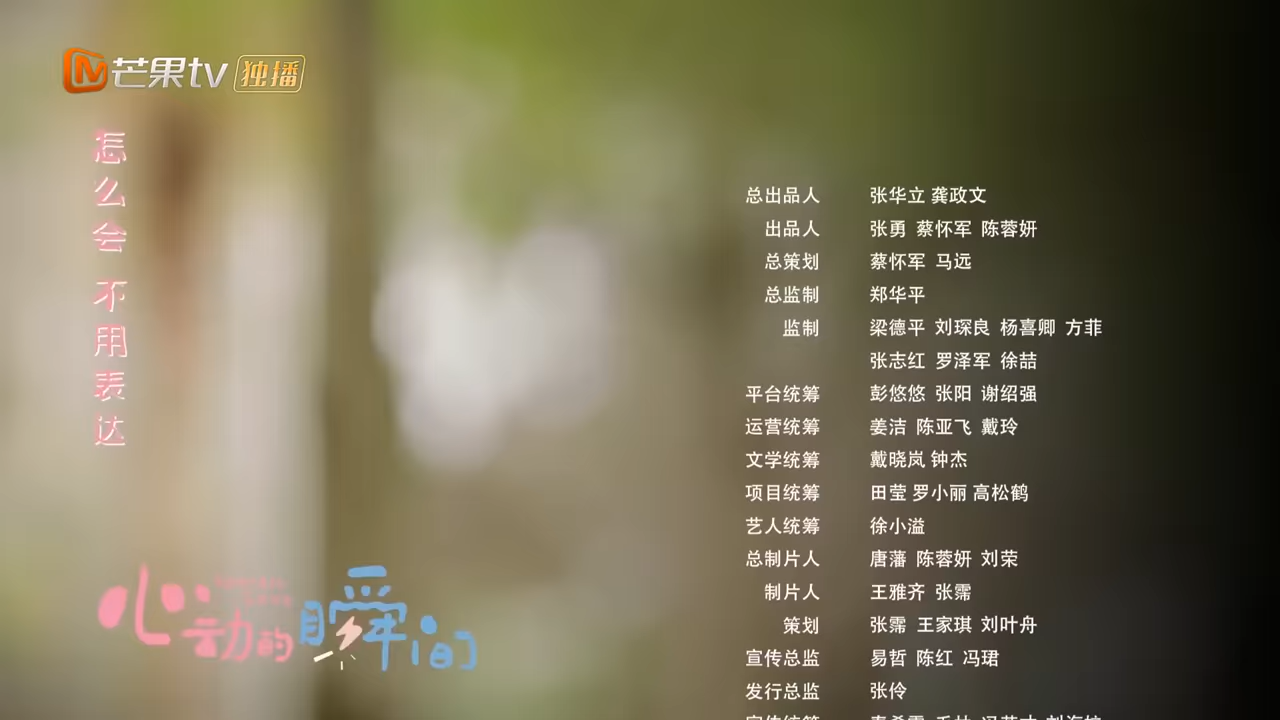 芒果tv 独播
怎么会 不用表达
总出品人 张华立 龚政文
出品人 张勇 蔡怀军 陈蓉妍
总策划 蔡怀军 马远
总监制 郑华平
监制 梁德平 刘琛良 杨喜卿 方菲
张志红 罗泽军 徐喆
平台统筹 彭悠悠 张阳 谢绍强
运营统筹 姜洁 陈亚飞 戴玲
文学统筹 戴晓岚 钟杰
项目统筹 田莹 罗小丽 高松鹤
艺人统筹 徐小溢
总制片人 唐藩 陈蓉妍 刘荣
制片人 王雅齐 张霈
策划 张霈 王家琪 刘叶舟
宣传总监 易哲 陈红 冯珺
发行总监 张伶
心动的瞬间